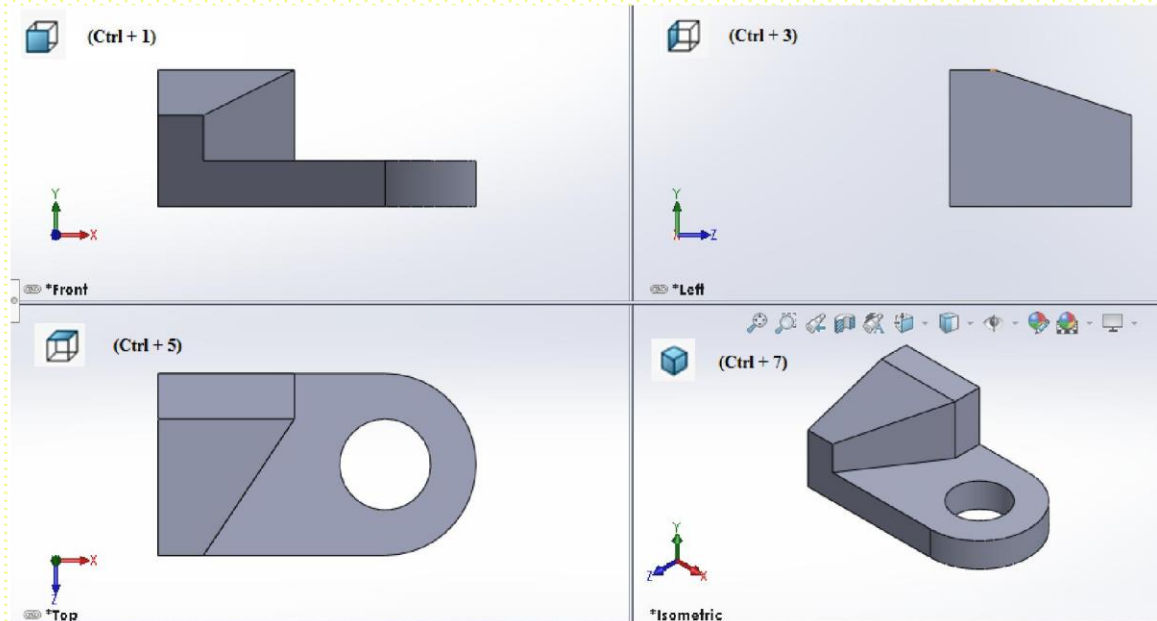 (Ctrl + 1)
Y
X
*Front
(Ctrl + 3)
Y
Z
*Left
(Ctrl + 5)
X
Z
*Top
(Ctrl + 7)
Y
Z
X
*Isometric